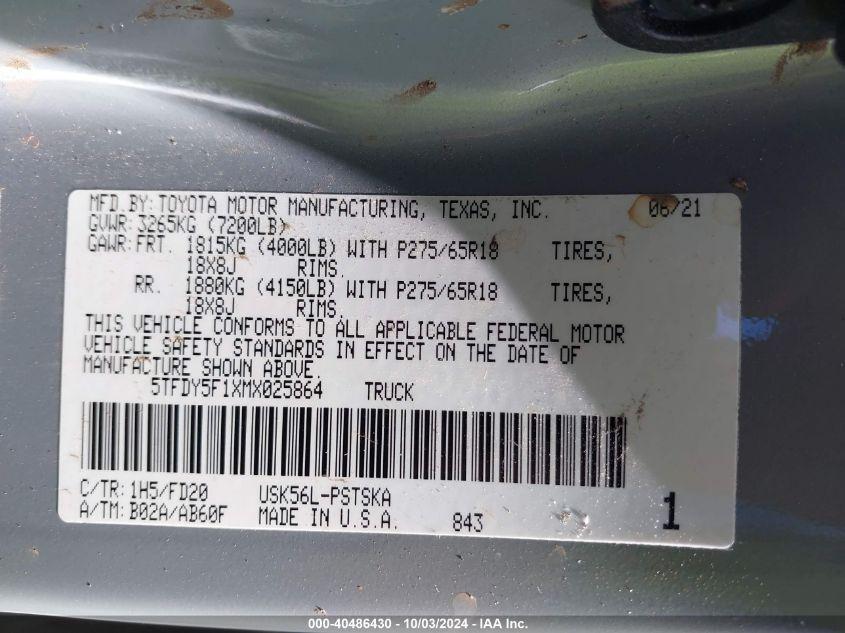 MFD.BY: TOYOTA MOTOR MANUFACTURING, TEXAS, INC. 06/21
GVWR: 3265KG (7200LB)
GAWR: FRT. 1815KG (4000LB) WITH P275/65R18 TIRES,
18X8J RIMS.
RR. 1880KG (4150LB) WITH P275/65R18 TIRES,
18X8J RIMS.
THIS VEHICLE CONFORMS TO ALL APPLICABLE FEDERAL MOTOR
VEHICLE SAFETY STANDARDS IN EFFECT ON THE DATE OF
MANUFACTURE SHOWN ABOVE.
5TFDY5F1XMX025864 TRUCK
C/TR: 1H5/FD20 USK56L-PSTSKA
A/TM: B02A/AB60F MADE IN U.S.A. 843 1
000-40486430 - 10/03/2024 - IAA Inc.